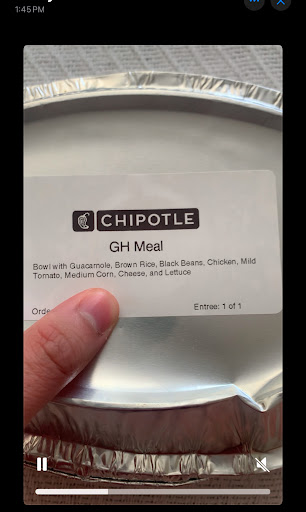 1:45 PM
CHIPOTLE
GH Meal
Bowl with Guacamole, Brown Rice, Black Beans, Chicken, Mild
Tomato, Medium Corn, Cheese, and Lettuce
Entree: 1 of 1